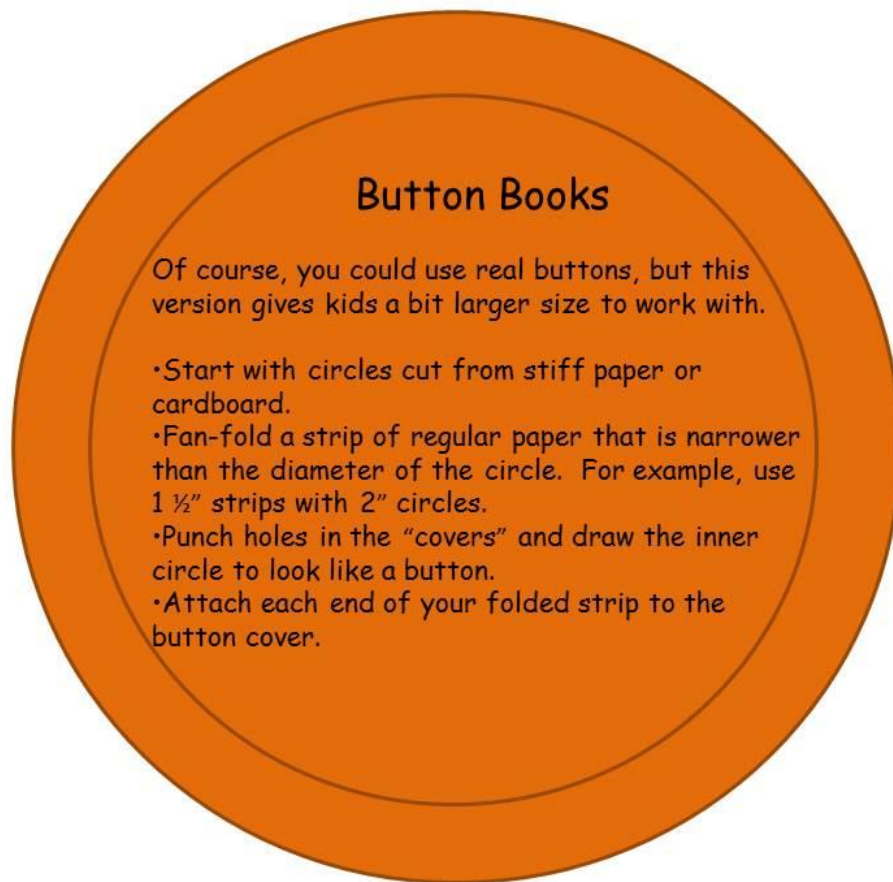 Button Books
Of course, you could use real buttons, but this
version gives kids a bit larger size to work with.
•Start with circles cut from stiff paper or
cardboard.
•Fan-fold a strip of regular paper that is narrower
than the diameter of the circle.  For example, use
1 ½” strips with 2” circles.
•Punch holes in the “covers” and draw the inner
circle to look like a button.
•Attach each end of your folded strip to the
button cover.